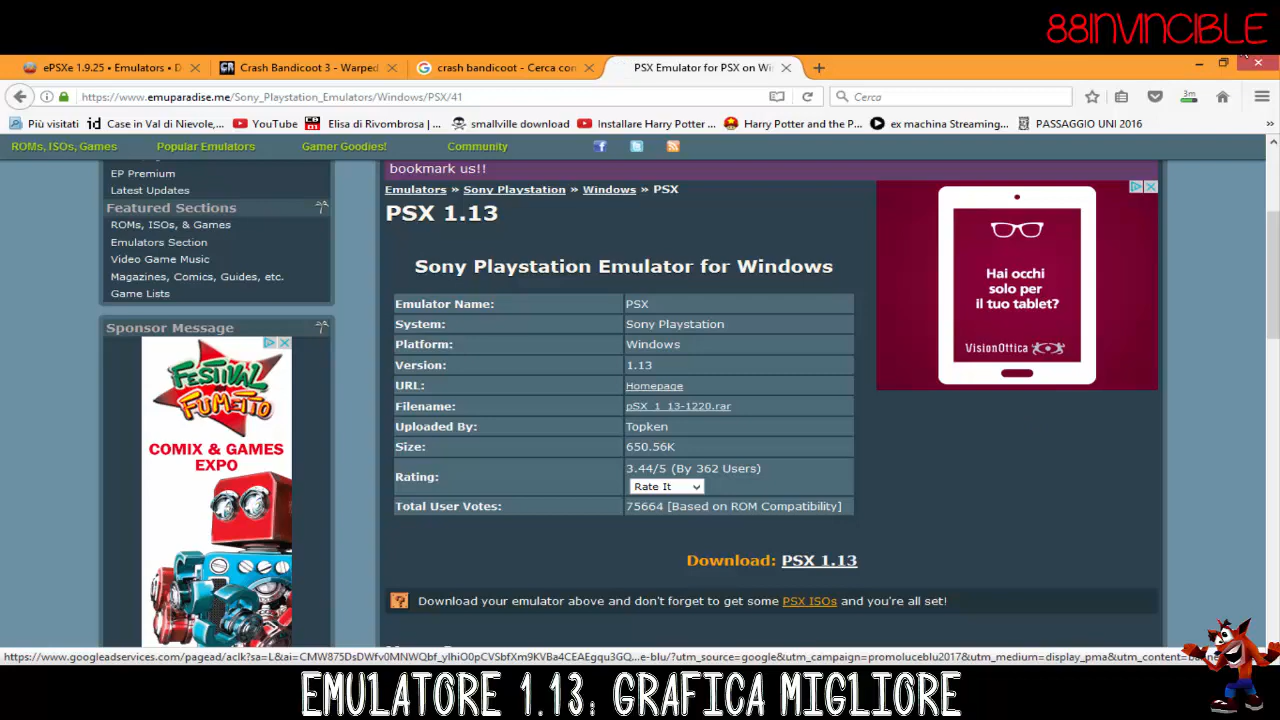 88INVINCIBLE
ePSXe 1.9.25 • Emulators • D
Crash Bandicoot 3 - Warped
crash bandicoot - Cerca con
PSX Emulator for PSX on Wi
https://www.emuparadise.me/Sony_Playstation_Emulators/Windows/PSX/41
Cerca
3m
Più visitati
Case in Val di Nievole,...
YouTube
Elisa di Rivombrosa |...
smallville download
Installare Harry Potter ...
Harry Potter and the P...
ex machina Streaming...
PASSAGGIO UNI 2016
ROMs, ISOs, Games
Popular Emulators
Gamer Goodies!
Community
EP Premium
Latest Updates
Featured Sections
ROMs, ISOs, & Games
Emulators Section
Video Game Music
Magazines, Comics, Guides, etc.
Game Lists
Sponsor Message
FESTIVAL
del
FUMETTO
COMIX & GAMES
EXPO
bookmark us!!
Emulators » Sony Playstation » Windows » PSX
PSX 1.13
Sony Playstation Emulator for Windows
Emulator Name: PSX
System: Sony Playstation
Platform: Windows
Version: 1.13
URL: Homepage
Filename: pSX_1_13-1220.rar
Uploaded By: Topken
Size: 650.56K
Rating: 3.44/5 (By 362 Users)
Rate It
Total User Votes: 75664 [Based on ROM Compatibility]
Download: PSX 1.13
Download your emulator above and don't forget to get some PSX ISOs and you're all set!
Hai occhi
solo per
il tuo tablet?
VisionOttica
EMULATORE 1.13: GRAFICA MIGLIORE